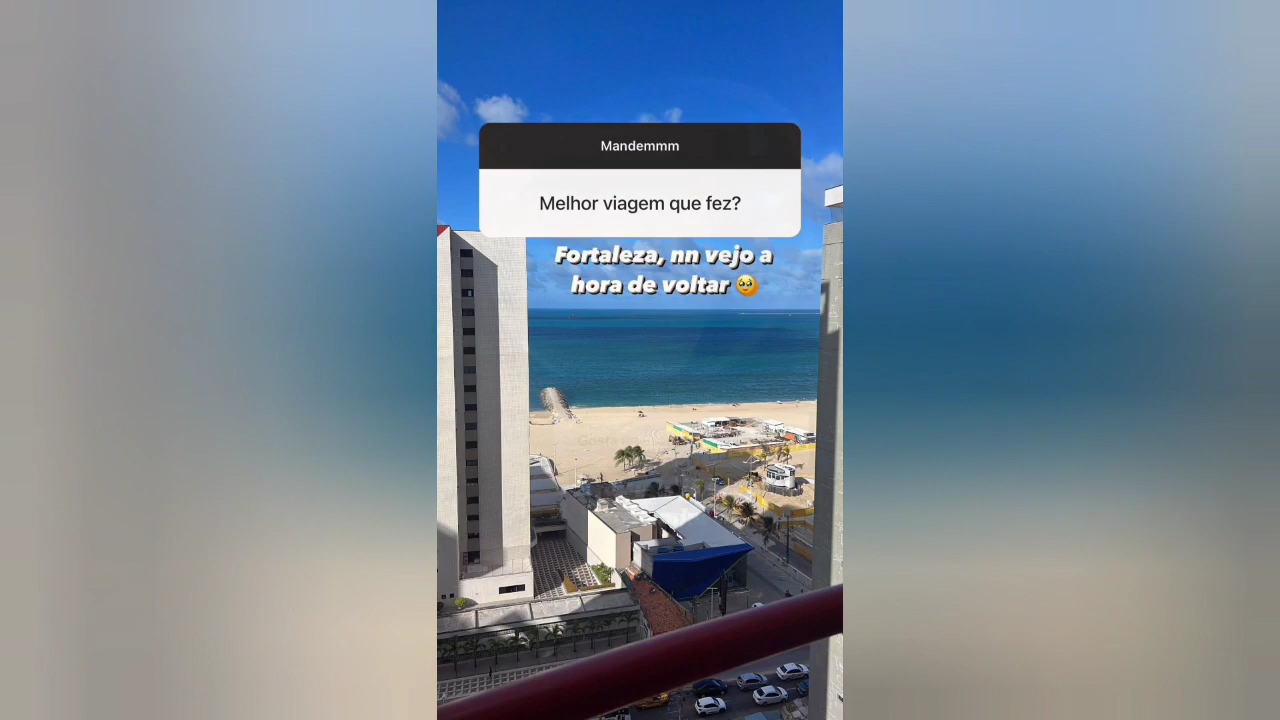 Mandemmm
Melhor viagem que fez?
Fortaleza, nn vejo a
hora de voltar 🥹